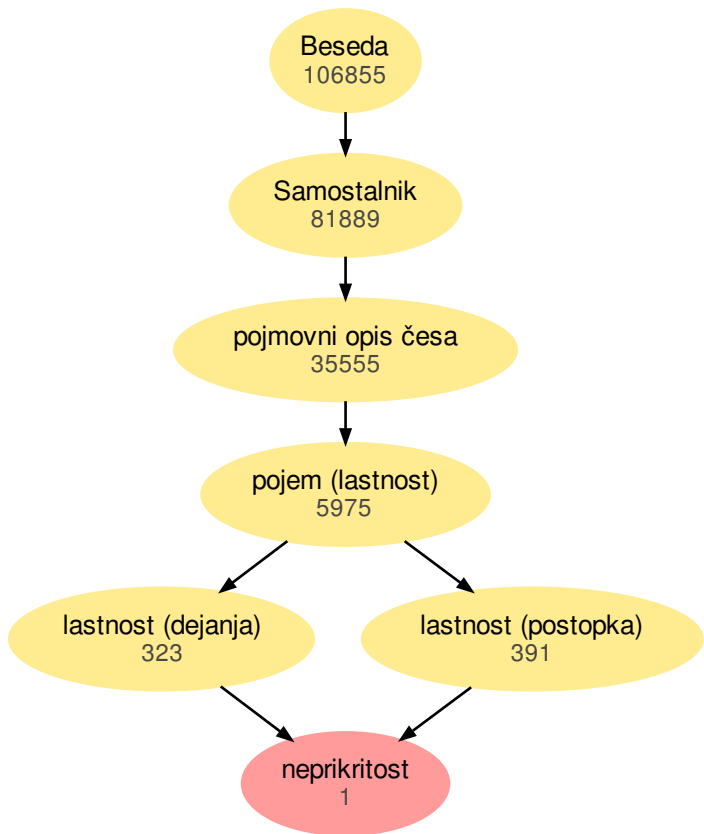 Beseda
106855
Samostalnik
81889
pojmovni opis česa
35555
pojem (lastnost)
5975
lastnost (dejanja)
323
lastnost (postopka)
391
neprikritost
1